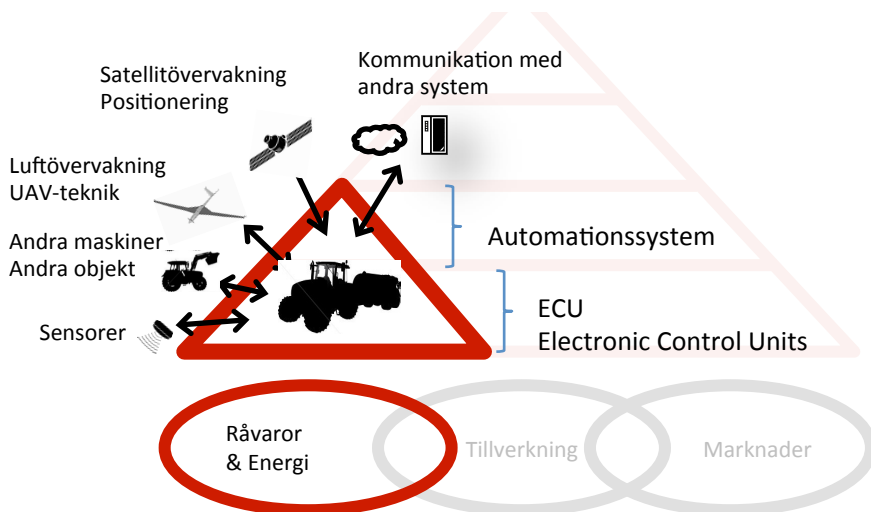 Satellitövervakning
Positionering
Kommunikation med
andra system
Luftövervakning
UAV-teknik
Andra maskiner
Andra objekt
Sensorer
Automationssystem
ECU
Electronic Control Units
Råvaror
& Energi
Tillverkning
Marknader